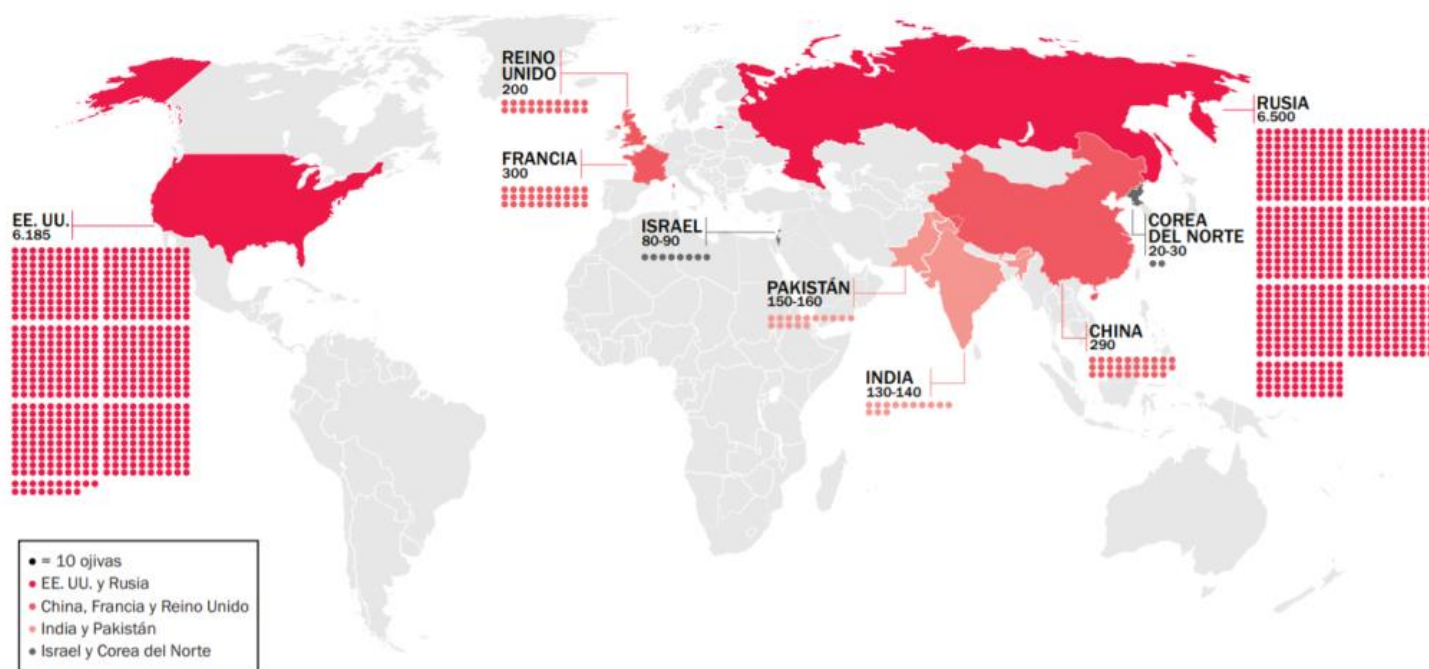 REINO
UNIDO
200
FRANCIA
300
RUSIA
6.500
EE. UU.
6.185
ISRAEL
80-90
COREA
DEL NORTE
20-30
PAKISTÁN
150-160
CHINA
290
INDIA
130-140
= 10 ojivas
EE. UU. y Rusia
China, Francia y Reino Unido
India y Pakistán
Israel y Corea del Norte